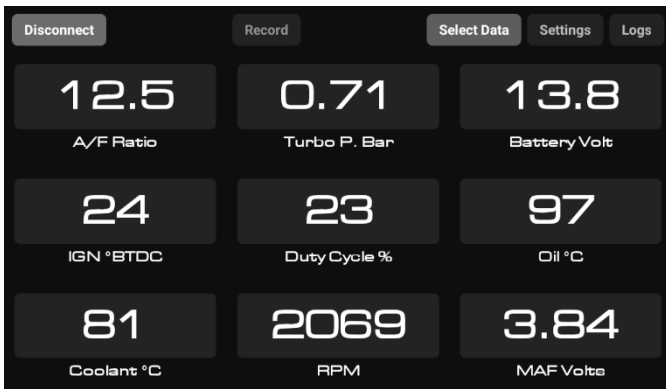 Disconnect Record Select Data Settings Logs
12.5 0.71 13.8
A/F Ratio Turbo P. Bar Battery Volt
24 23 97
IGN °BTDC Duty Cycle % Oil °C
81 2069 3.84
Coolant °C RPM MAF Volts